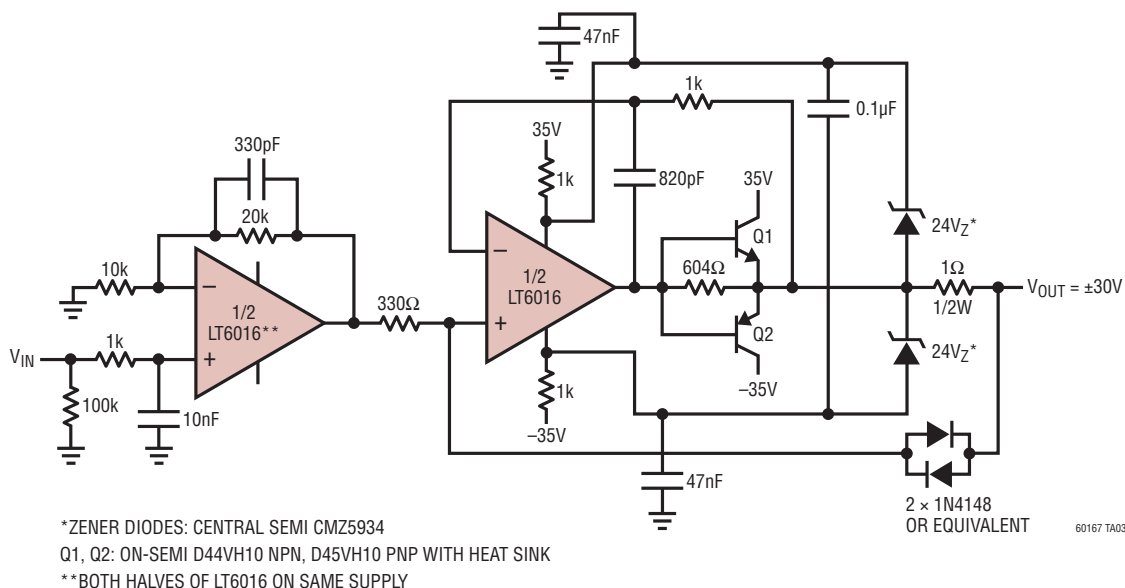 47nF
1k
0.1µF
35V
1k
820pF
35V
Q1
24VZ*
330pF
20k
10k
–
1/2
LT6016**
+
330Ω
–
1/2
LT6016
+
604Ω
Q2
–35V
1Ω
1/2W
VOUT = ±30V
24VZ*
VIN
1k
100k
10nF
1k
–35V
47nF
2 × 1N4148
OR EQUIVALENT
60167 TA03
*ZENER DIODES: CENTRAL SEMI CMZ5934
Q1, Q2: ON-SEMI D44VH10 NPN, D45VH10 PNP WITH HEAT SINK
**BOTH HALVES OF LT6016 ON SAME SUPPLY